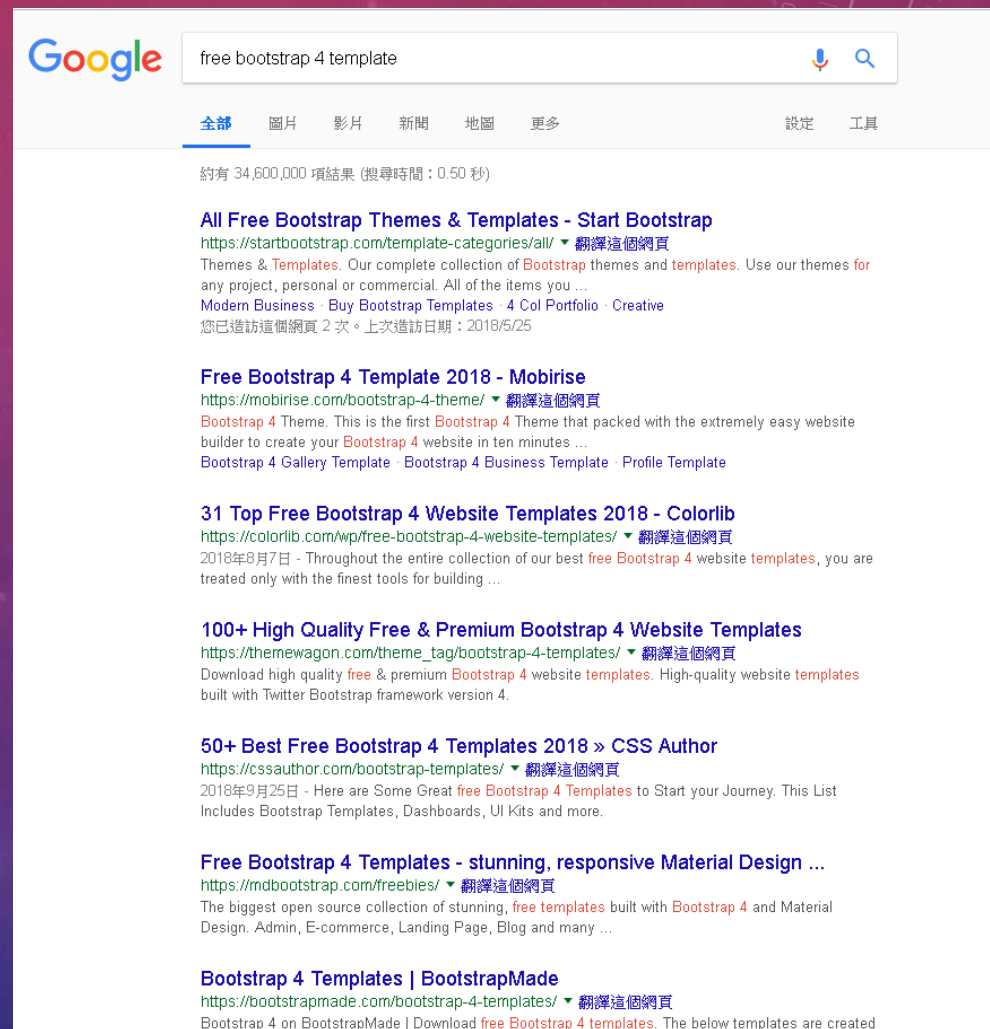 Google
free bootstrap 4 template
全部 圖片 影片 新聞 地圖 更多 設定 工具
約有 34,600,000 項結果 (搜尋時間：0.50 秒)
All Free Bootstrap Themes & Templates - Start Bootstrap
https://startbootstrap.com/template-categories/all/ ▼ 翻譯這個網頁
Themes & Templates. Our complete collection of Bootstrap themes and templates. Use our themes for
any project, personal or commercial. All of the items you ...
Modern Business · Buy Bootstrap Templates · 4 Col Portfolio · Creative
您已造訪這個網頁 2 次。上次造訪日期：2018/5/25
Free Bootstrap 4 Template 2018 - Mobirise
https://mobirise.com/bootstrap-4-theme/ ▼ 翻譯這個網頁
Bootstrap 4 Theme. This is the first Bootstrap 4 Theme that packed with the extremely easy website
builder to create your Bootstrap 4 website in ten minutes ...
Bootstrap 4 Gallery Template · Bootstrap 4 Business Template · Profile Template
31 Top Free Bootstrap 4 Website Templates 2018 - Colorlib
https://colorlib.com/wp/free-bootstrap-4-website-templates/ ▼ 翻譯這個網頁
2018年8月7日 - Throughout the entire collection of our best free Bootstrap 4 website templates, you are
treated only with the finest tools for building ...
100+ High Quality Free & Premium Bootstrap 4 Website Templates
https://themewagon.com/theme_tag/bootstrap-4-templates/ ▼ 翻譯這個網頁
Download high quality free & premium Bootstrap 4 website templates. High-quality website templates
built with Twitter Bootstrap framework version 4.
50+ Best Free Bootstrap 4 Templates 2018 » CSS Author
https://cssauthor.com/bootstrap-templates/ ▼ 翻譯這個網頁
2018年9月25日 - Here are Some Great free Bootstrap 4 Templates to Start your Journey. This List
Includes Bootstrap Templates, Dashboards, UI Kits and more.
Free Bootstrap 4 Templates - stunning, responsive Material Design ...
https://mdbootstrap.com/freebies/ ▼ 翻譯這個網頁
The biggest open source collection of stunning, free templates built with Bootstrap 4 and Material
Design. Admin, E-commerce, Landing Page, Blog and many ...
Bootstrap 4 Templates | BootstrapMade
https://bootstrapmade.com/bootstrap-4-templates/ ▼ 翻譯這個網頁
Bootstrap 4 on BootstrapMade | Download free Bootstrap 4 templates. The below templates are created